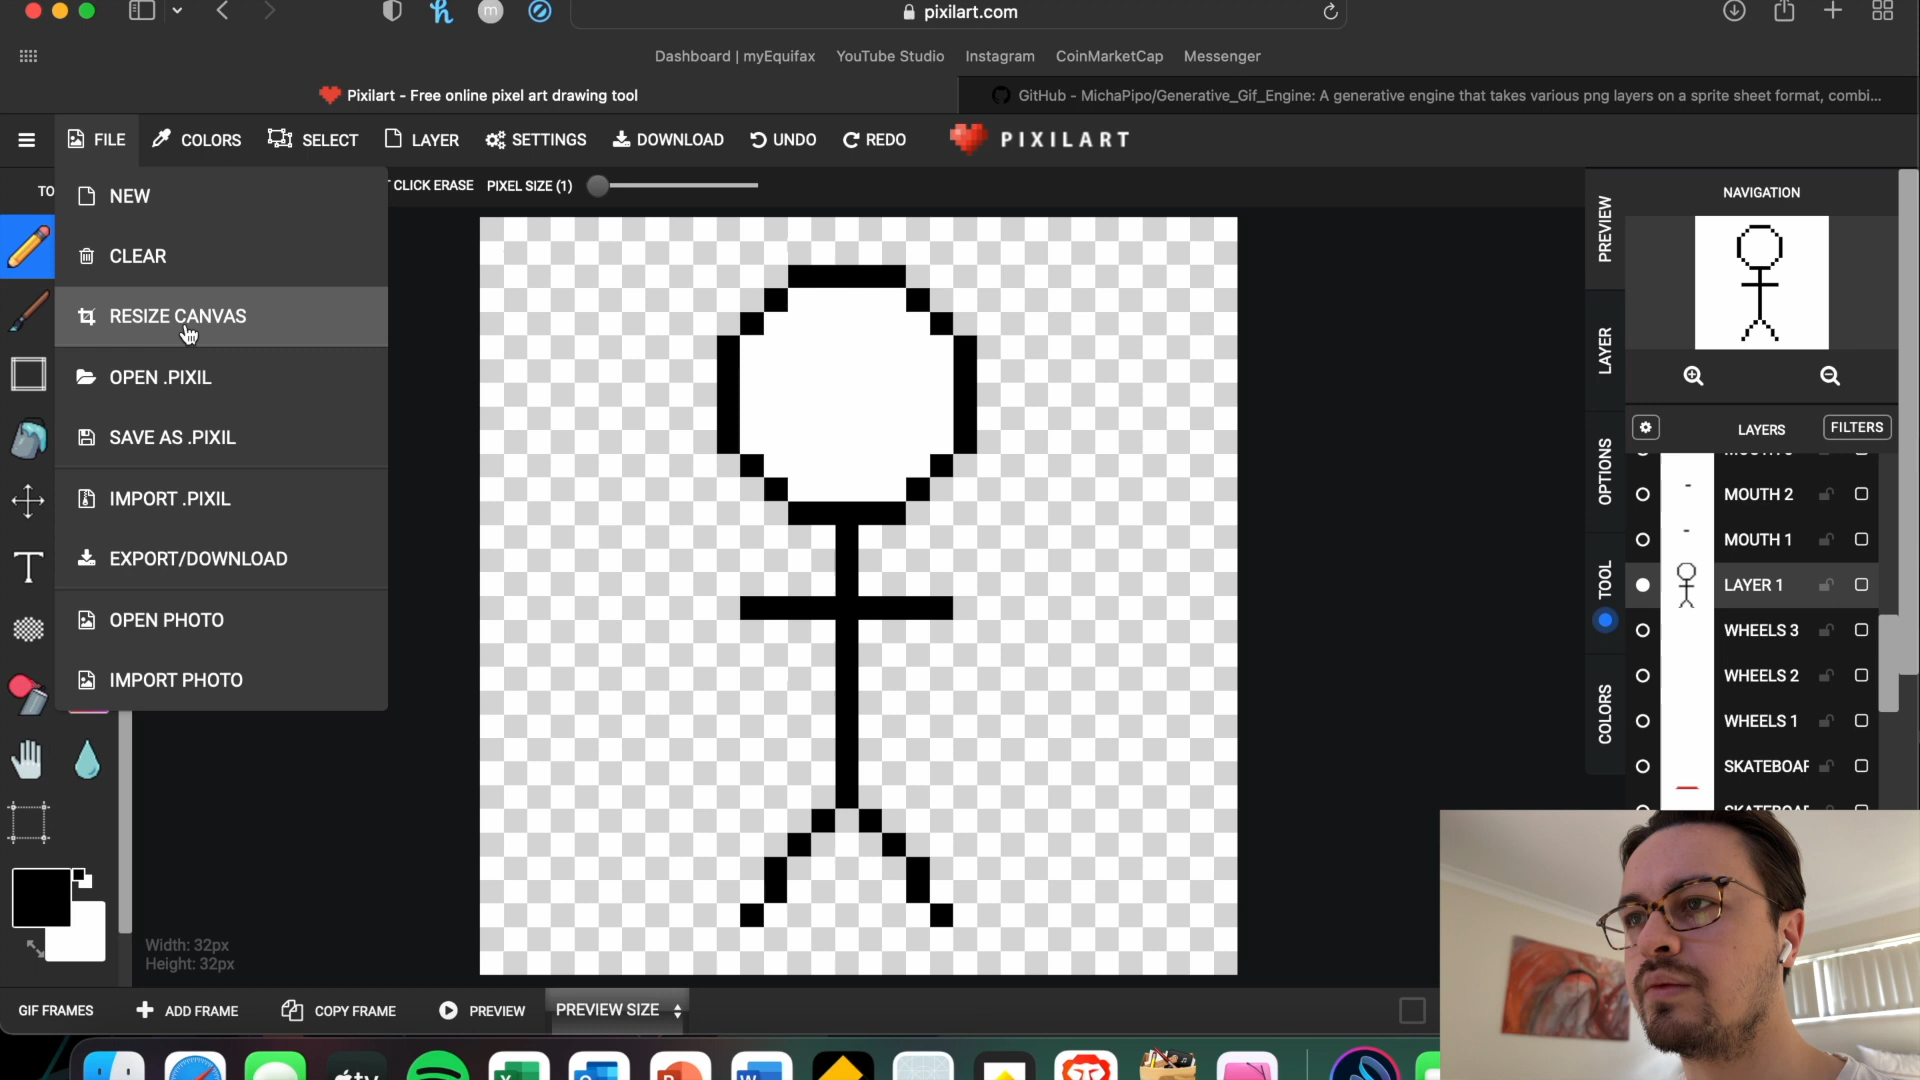 m
pixilart.com
Dashboard | myEquifax YouTube Studio Instagram CoinMarketCap Messenger
Pixilart - Free online pixel art drawing tool
GitHub - MichaPipo/Generative_Gif_Engine: A generative engine that takes various png layers on a sprite sheet format, combi...
FILE COLORS SELECT LAYER SETTINGS DOWNLOAD UNDO REDO PIXILART
CLICK ERASE PIXEL SIZE (1)
NEW
CLEAR
RESIZE CANVAS
OPEN .PIXIL
SAVE AS .PIXIL
IMPORT .PIXIL
EXPORT/DOWNLOAD
OPEN PHOTO
IMPORT PHOTO
Width: 32px
Height: 32px
PREVIEW
LAYER
OPTIONS
TOOL
COLORS
NAVIGATION
LAYERS FILTERS
MOUTH 2
MOUTH 1
LAYER 1
WHEELS 3
WHEELS 2
WHEELS 1
SKATEBOAR
GIF FRAMES ADD FRAME COPY FRAME PREVIEW PREVIEW SIZE